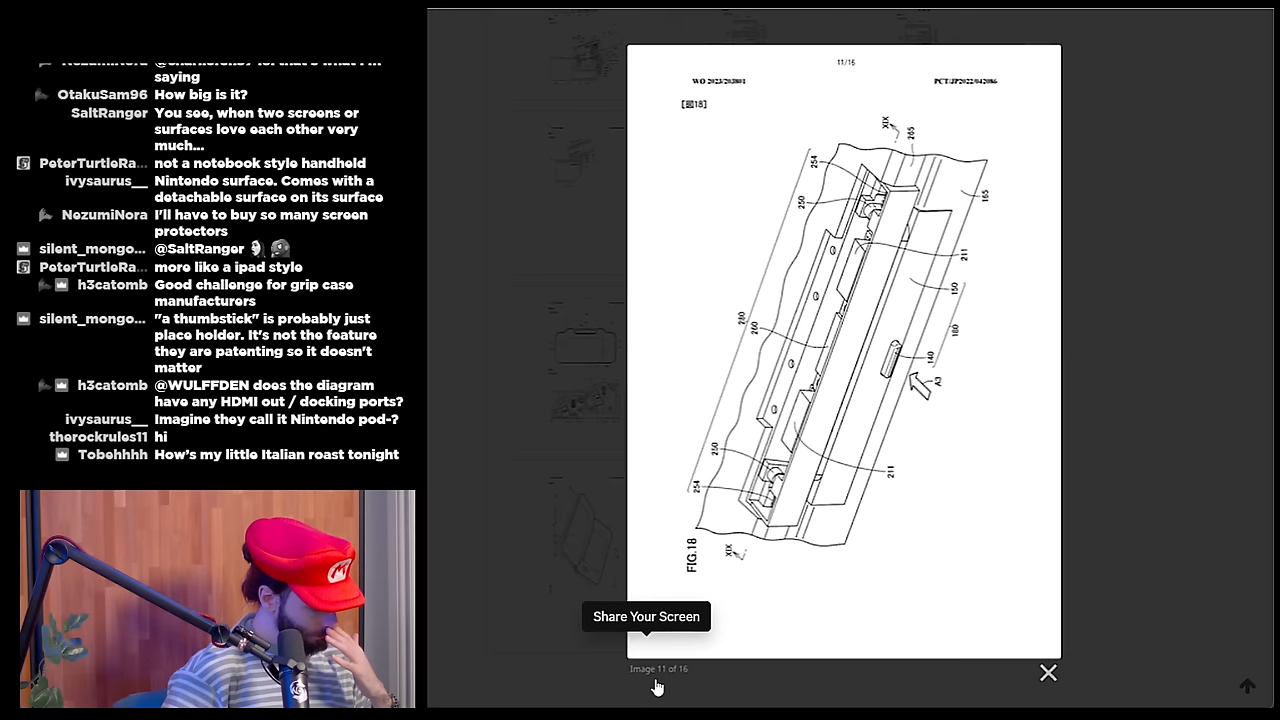 saying
OtakuSam96 How big is it?
SaltRanger You see, when two screens or
surfaces love each other very
much...
PeterTurtleRa... not a notebook style handheld
ivysaurus__ Nintendo surface. Comes with a
detachable surface on its surface
NezumiNora I'll have to buy so many screen
protectors
silent_mongo... @SaltRanger
PeterTurtleRa... more like a ipad style
h3catomb Good challenge for grip case
manufacturers
silent_mongo... "a thumbstick" is probably just
place holder. It's not the feature
they are patenting so it doesn't
matter
h3catomb @WULFFDEN does the diagram
have any HDMI out / docking ports?
ivysaurus__ Imagine they call it Nintendo pod-?
therockrules11 hi
Tobehhhh How's my little Italian roast tonight
11/16
WO 2023/203801 PCT/JP2022/042086
[図18]
XIX
265
254
250
165
211
150
280
260
180
140
A3
250
211
254
XIX
FIG.18
Share Your Screen
Image 11 of 16
M